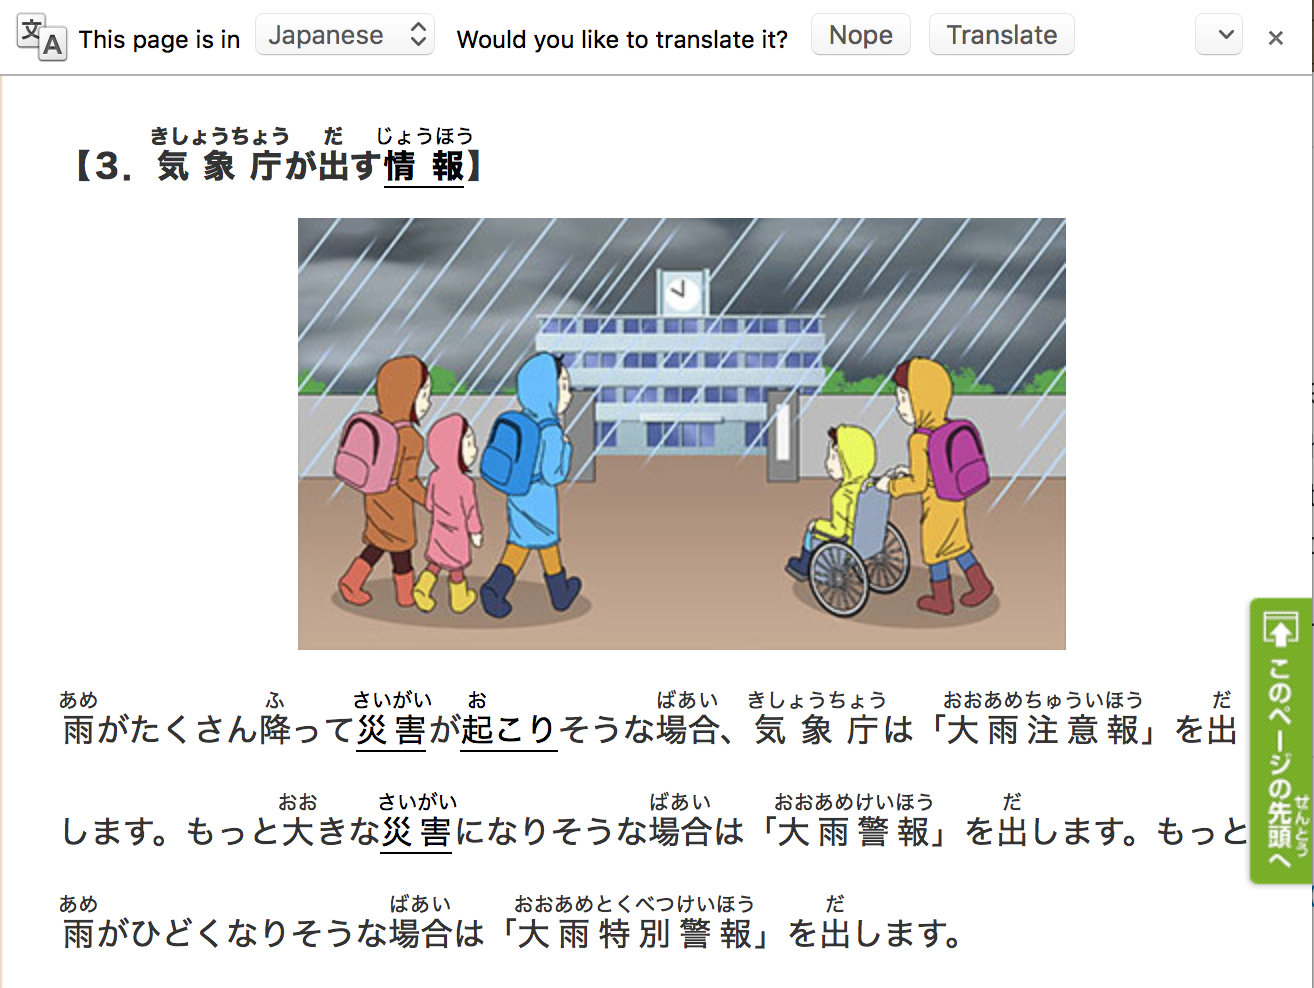 This page is in Japanese Would you like to translate it? Nope Translate
きしょうちょう だ じょうほう
【3．気象庁が出す情報】
あめ ふ さいがい お ばあい きしょうちょう おおあめちゅういほう だ
雨がたくさん降って災害が起こりそうな場合、気象庁は「大雨注意報」を出
おお さいがい ばあい おおあめけいほう だ
します。もっと大きな災害になりそうな場合は「大雨警報」を出します。もっと
あめ ばあい おおあめとくべつけいほう だ
雨がひどくなりそうな場合は「大雨特別警報」を出します。
せんとう
このページの先頭へ